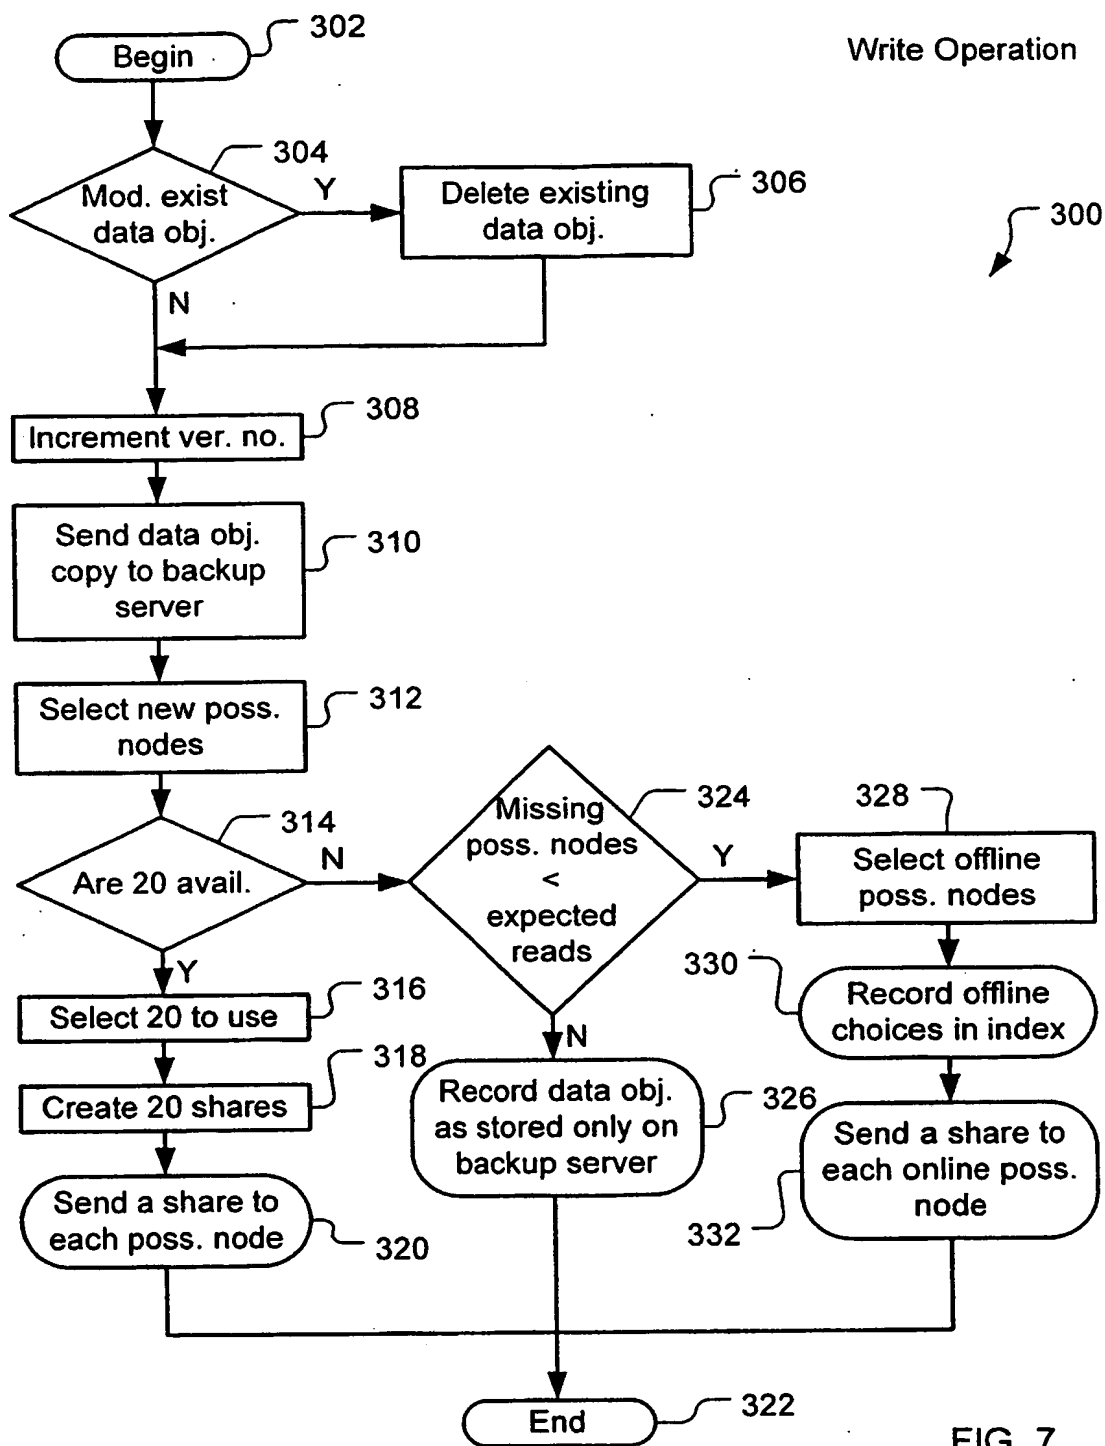 Begin
302
Write Operation
304
Mod. exist
data obj.
Y
Delete existing
data obj.
306
300
N
308
Increment ver. no.
Send data obj.
copy to backup
server
310
Select new poss.
nodes
312
314
Are 20 avail.
N
Missing
poss. nodes
<
expected
reads
324
Y
328
Select offline
poss. nodes
Y
Select 20 to use
316
330
Record offline
choices in index
318
Create 20 shares
N
Record data obj.
as stored only on
backup server
326
Send a share to
each online poss.
node
332
Send a share to
each poss. node
320
End
322
FIG. 7